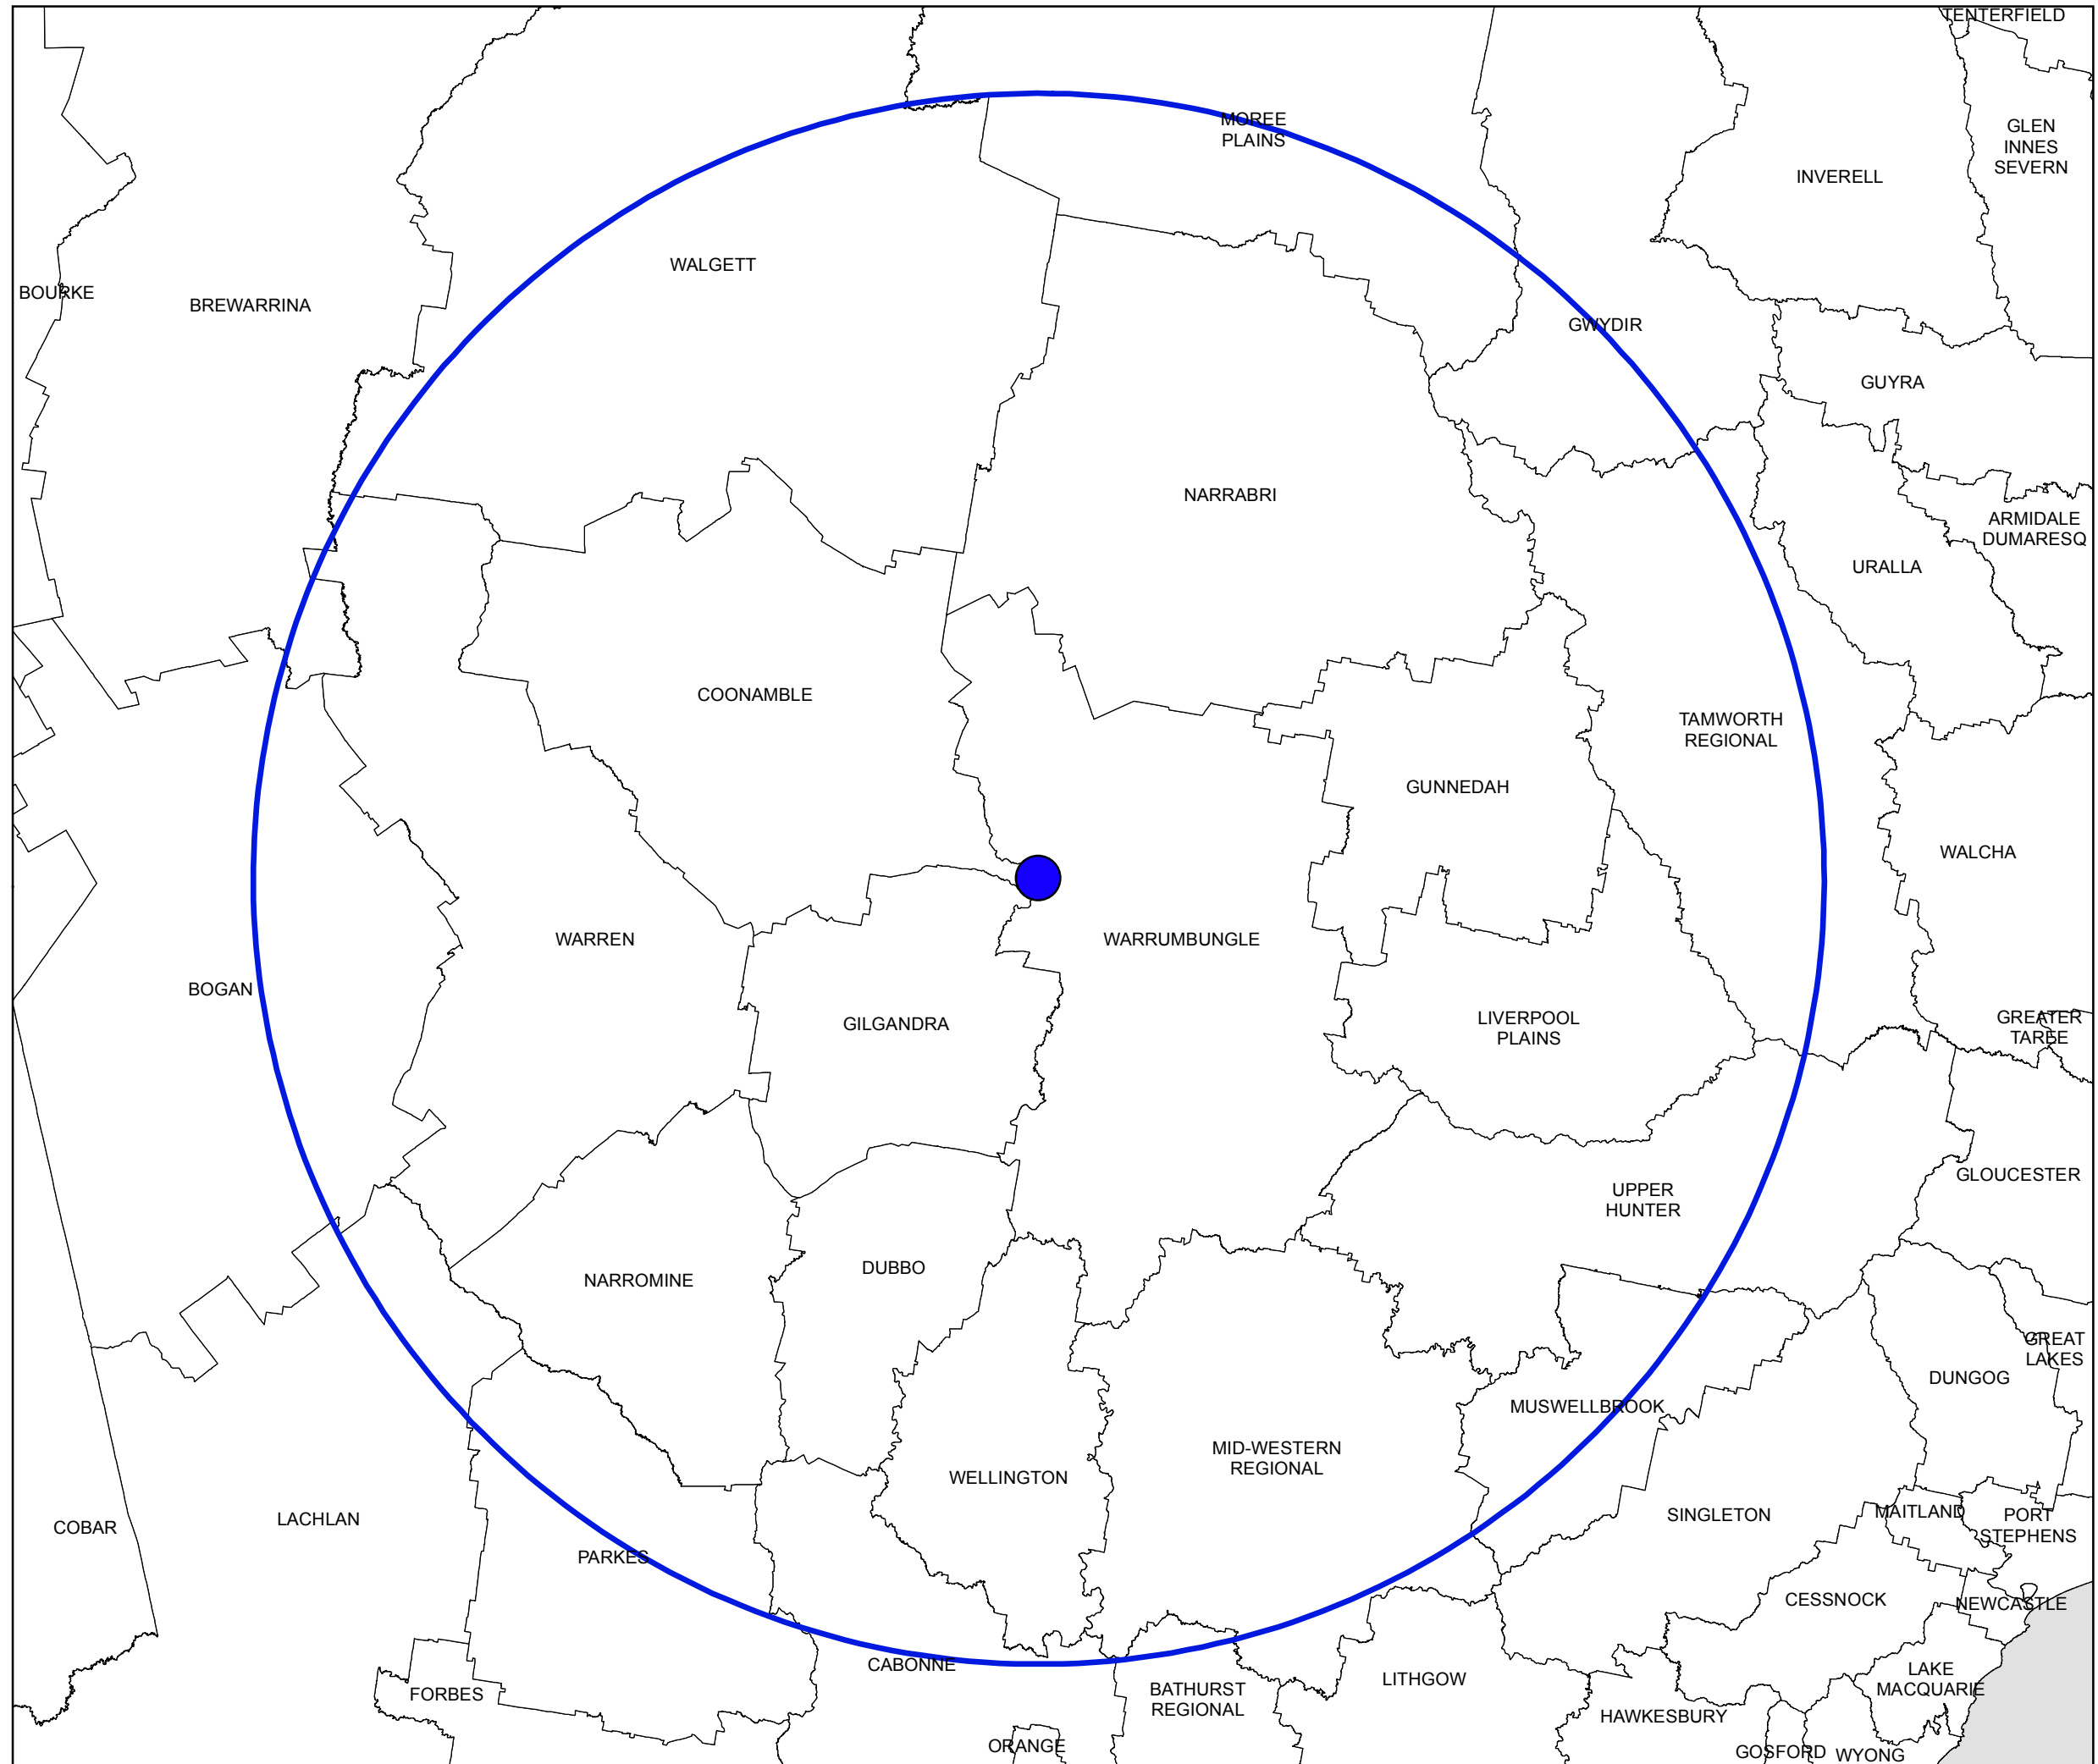 TENTERFIELD
MOREE
PLAINS
GLEN
INNES
SEVERN
INVERELL
WALGETT
BOURKE
BREWARRINA
GWYDIR
GUYRA
NARRABRI
ARMIDALE
DUMARESQ
URALLA
COONAMBLE
TAMWORTH
REGIONAL
GUNNEDAH
WALCHA
WARREN
WARRUMBUNGLE
BOGAN
GILGANDRA
LIVERPOOL
PLAINS
GREATER
TAREE
GLOUCESTER
UPPER
HUNTER
DUBBO
NARROMINE
GREAT
LAKES
DUNGOG
MUSWELLBROOK
MID-WESTERN
REGIONAL
WELLINGTON
COBAR
LACHLAN
SINGLETON
MAITLAND
PORT
STEPHENS
PARKES
CESSNOCK
NEWCASTLE
CABONNE
FORBES
BATHURST
REGIONAL
LITHGOW
LAKE
MACQUARIE
HAWKESBURY
ORANGE
GOSFORD
WYONG